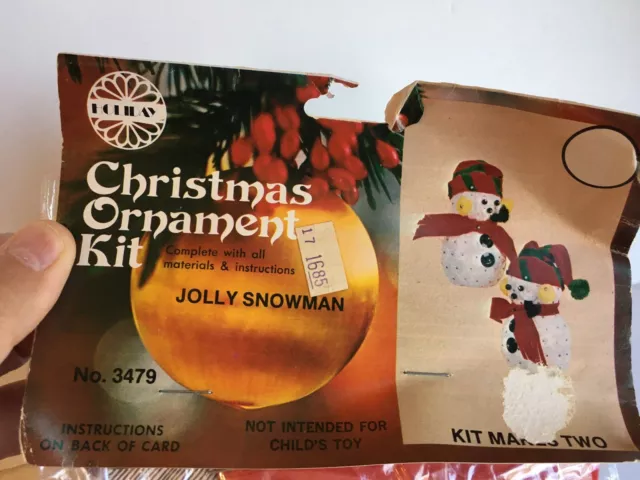 HOLIDAY
Christmas
Ornament
Kit
Complete with all
materials & instructions
17 1685
JOLLY SNOWMAN
No. 3479
INSTRUCTIONS
ON BACK OF CARD
NOT INTENDED FOR
CHILD'S TOY
KIT MAKES TWO